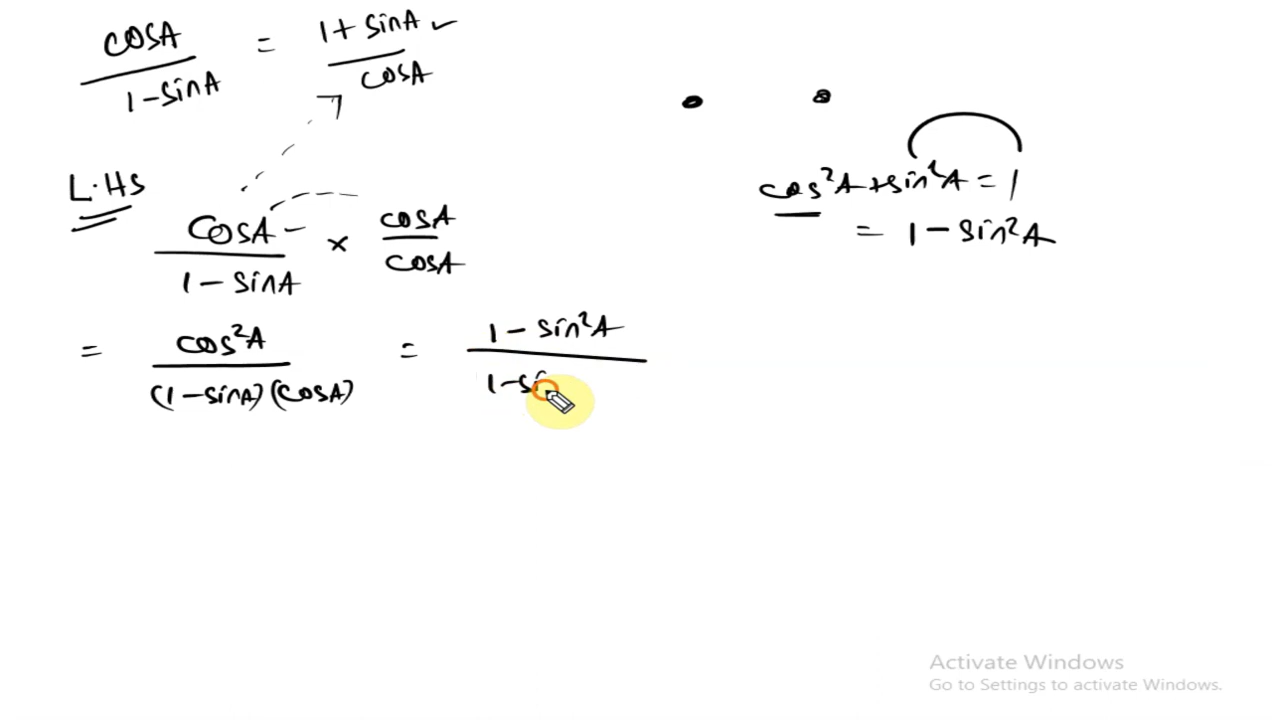 cosA / 1-sinA = 1+sinA / cosA
L.HS
cosA / 1-sinA × cosA / cosA
= cos²A / (1-sinA)(cosA) = 1-sin²A / 1-si
cos²A+sin²A=1
= 1-sin²A
Activate Windows
Go to Settings to activate Windows.